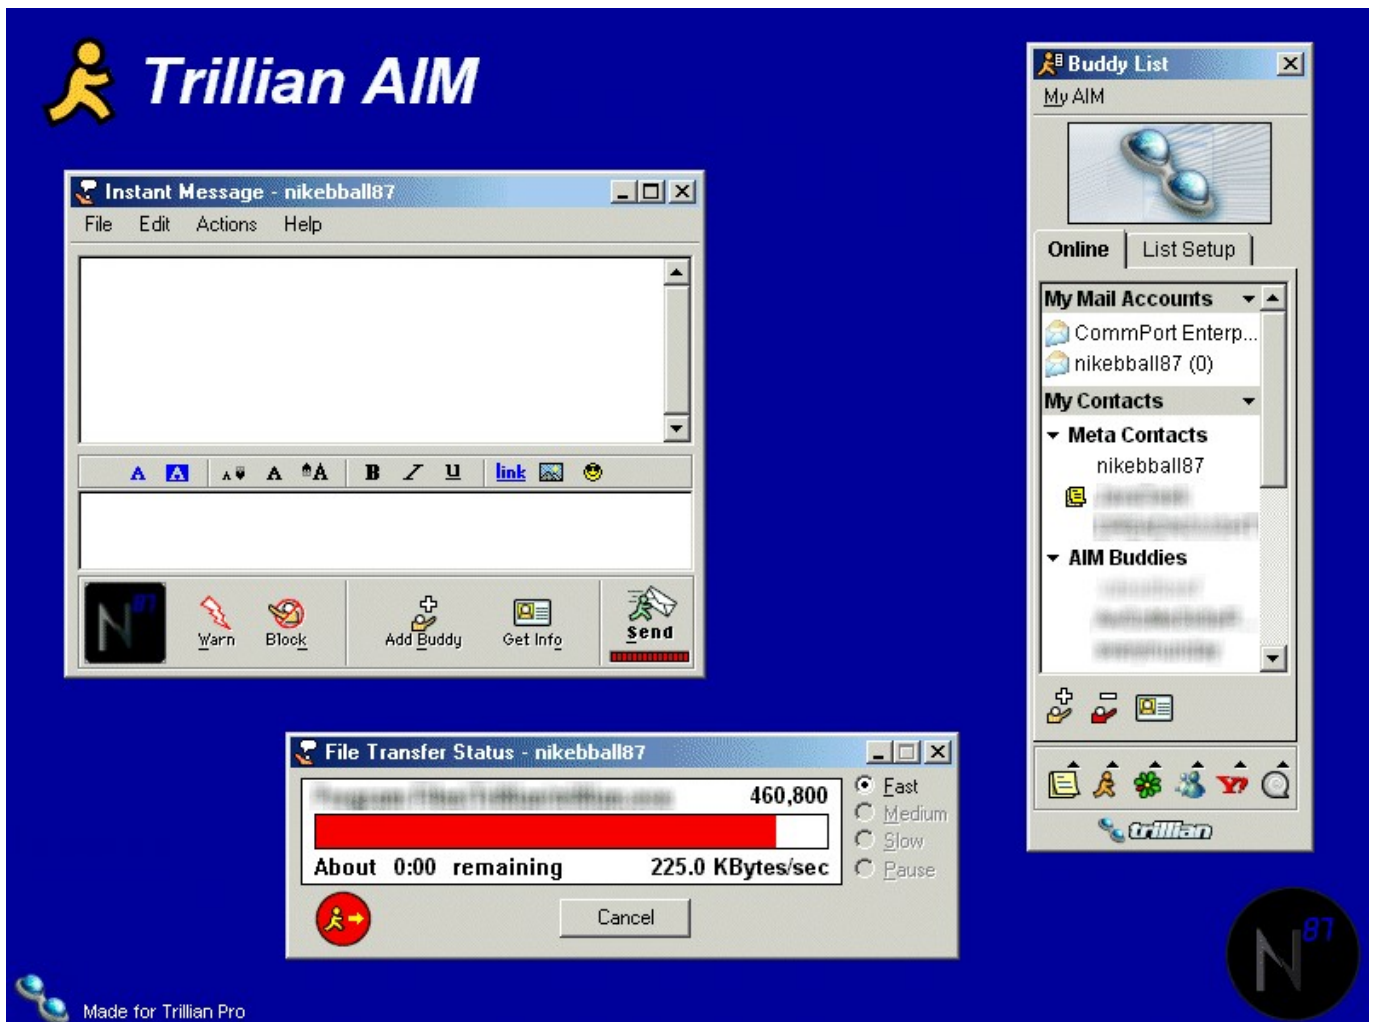 Trillian AIM
Instant Message - nikebball87
File Edit Actions Help
A A A A A B I u link
Warn Block Add Buddy Get Info Send
N 87
File Transfer Status - nikebball87
460,800
About 0:00 remaining 225.0 KBytes/sec
Fast
Medium
Slow
Pause
Cancel
Buddy List
My AIM
Online List Setup
My Mail Accounts
CommPort Enterp...
nikebball87 (0)
My Contacts
Meta Contacts
nikebball87
AIM Buddies
trillian
N 87
Made for Trillian Pro